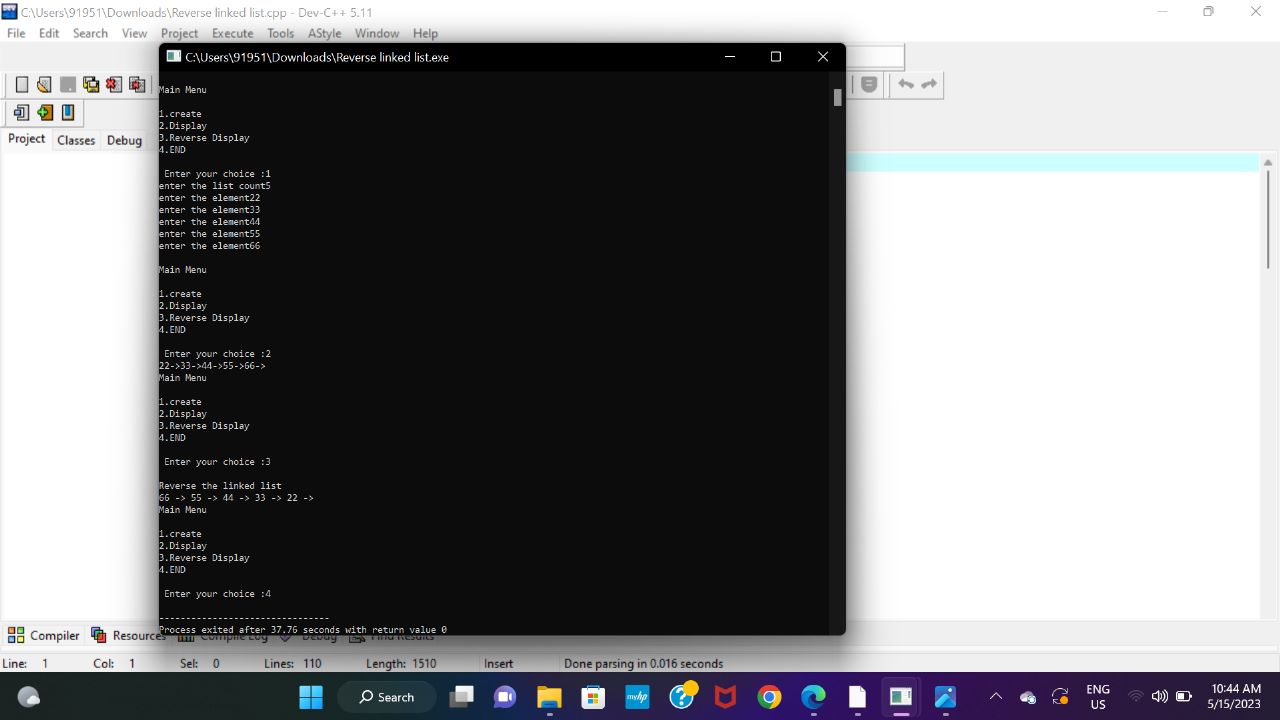 C:\Users\91951\Downloads\Reverse linked list.cpp - Dev-C++ 5.11
File Edit Search View Project Execute Tools AStyle Window Help
C:\Users\91951\Downloads\Reverse linked list.exe
Project Classes Debug
Main Menu
1.create
2.Display
3.Reverse Display
4.END
Enter your choice :1
enter the list count5
enter the element22
enter the element33
enter the element44
enter the element55
enter the element66
Main Menu
1.create
2.Display
3.Reverse Display
4.END
Enter your choice :2
22->33->44->55->66->
Main Menu
1.create
2.Display
3.Reverse Display
4.END
Enter your choice :3
Reverse the linked list
66 -> 55 -> 44 -> 33 -> 22 ->
Main Menu
1.create
2.Display
3.Reverse Display
4.END
Enter your choice :4
--------------------------------
Process exited after 37.76 seconds with return value 0
Compiler Resources Compile Log Debug Find Results
Line: 1 Col: 1 Sel: 0 Lines: 110 Length: 1510 Insert Done parsing in 0.016 seconds
Search
myhp
ENG
US
10:44 AM
5/15/2023